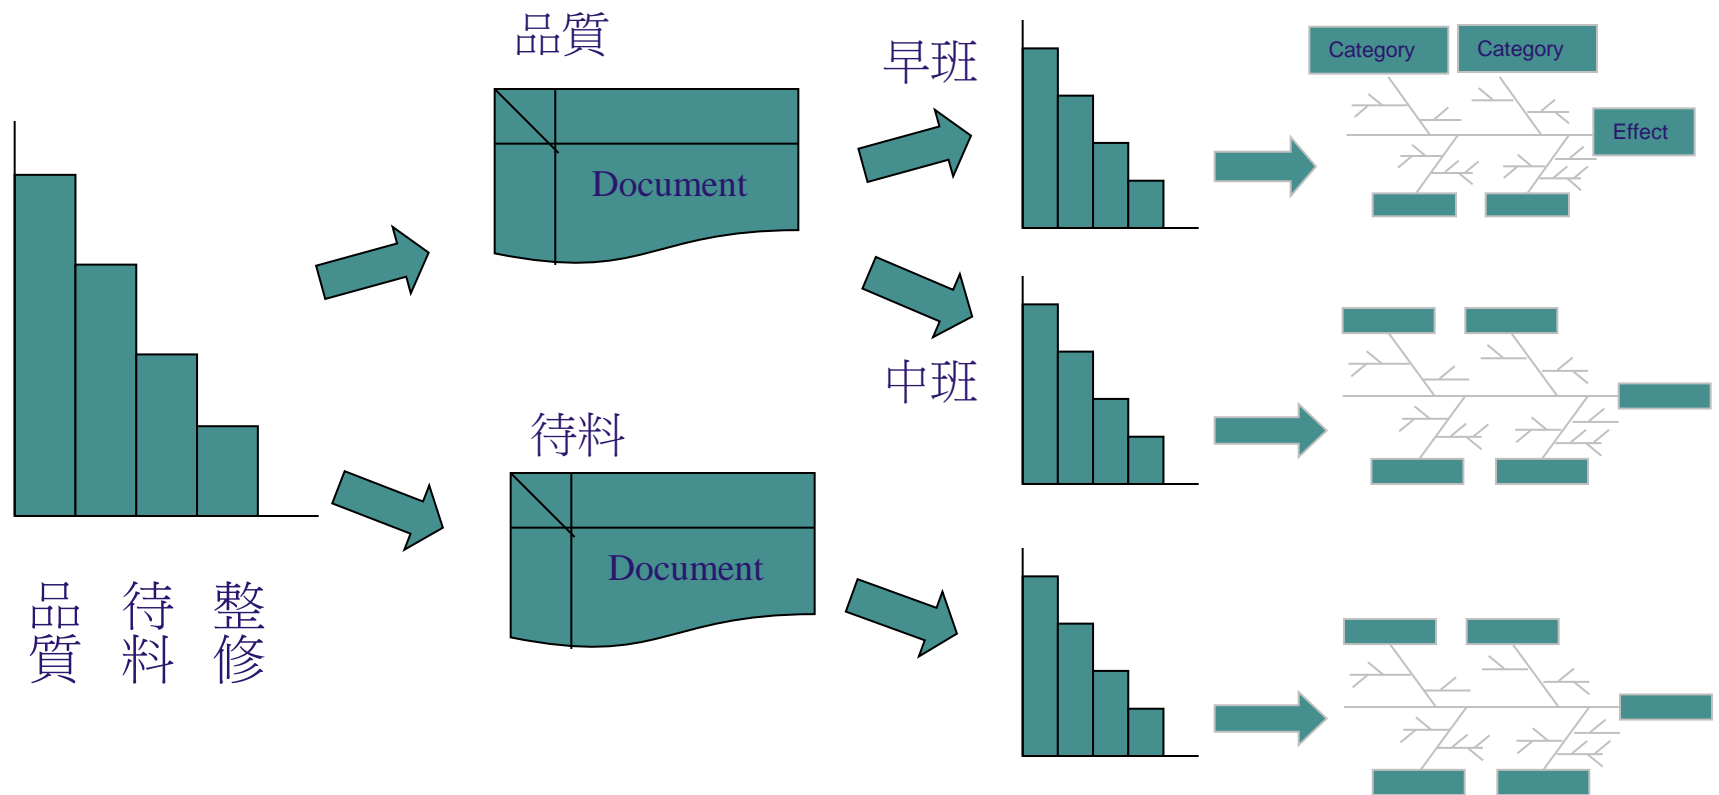 品質
早班
Category
Category
Effect
Document
中班
待料
Document
品質
待料
整修